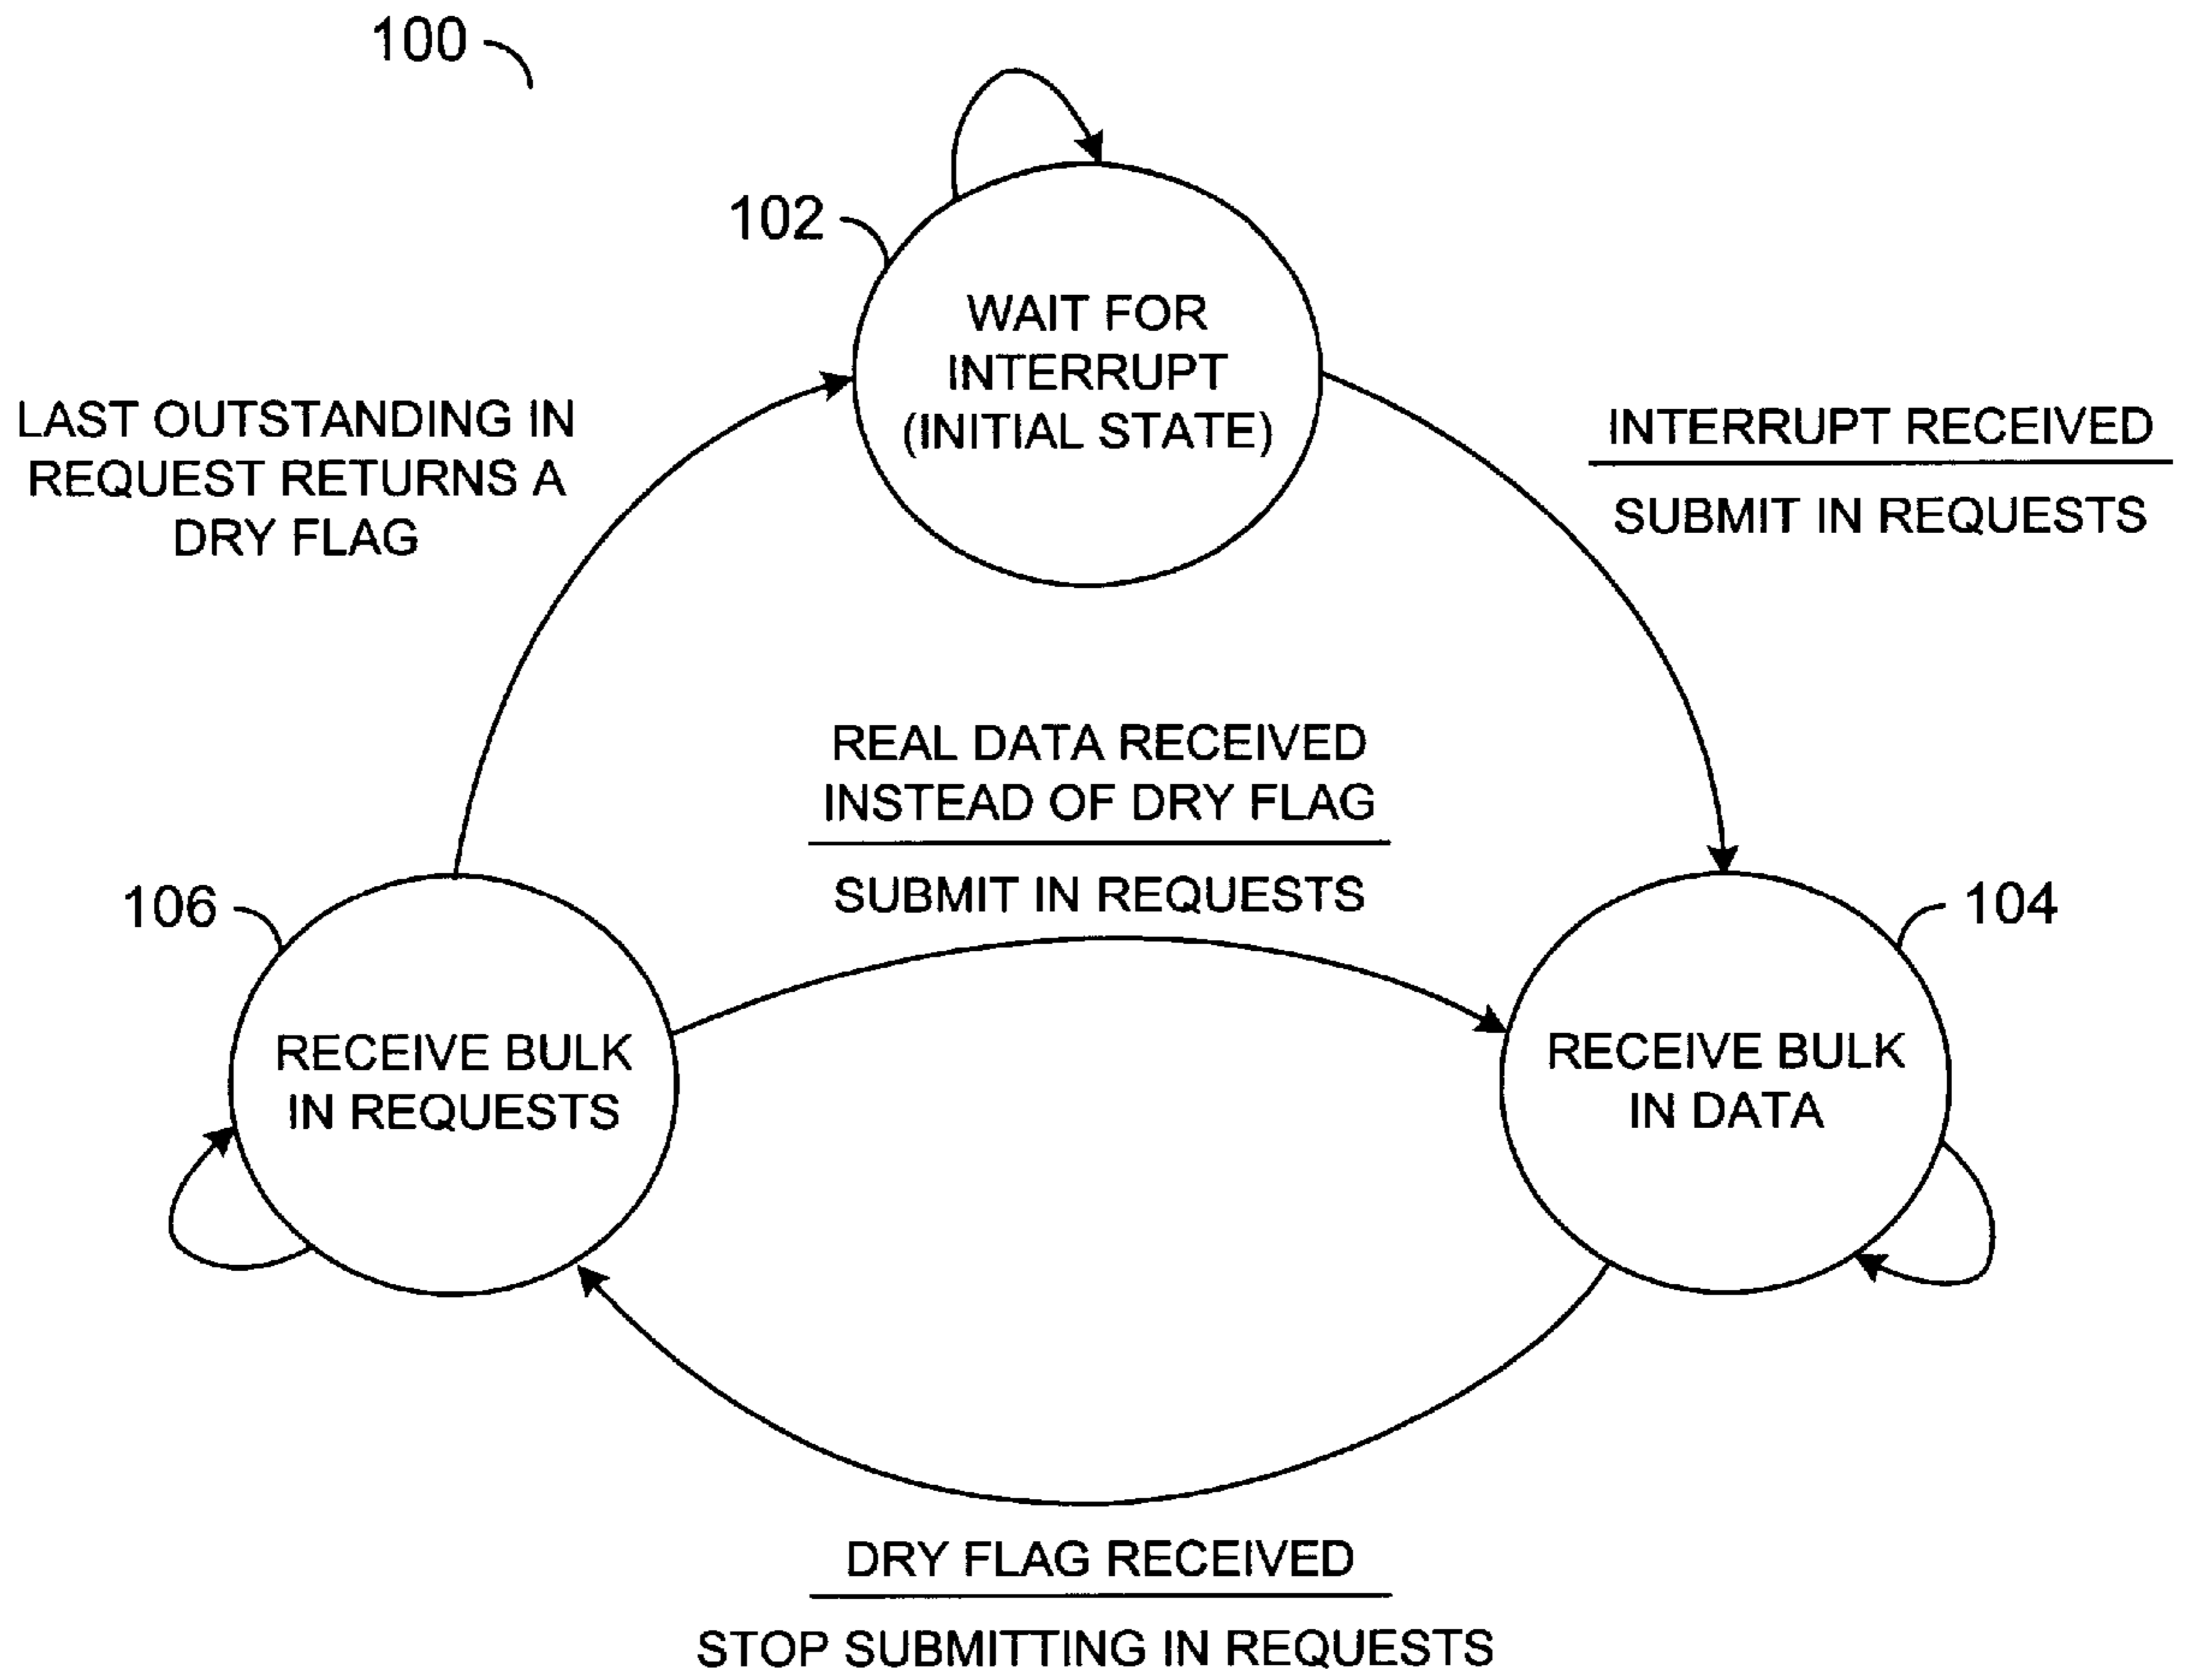 100
102
WAIT FOR
INTERRUPT
(INITIAL STATE)
LAST OUTSTANDING IN
REQUEST RETURNS A
DRY FLAG
INTERRUPT RECEIVED
SUBMIT IN REQUESTS
REAL DATA RECEIVED
INSTEAD OF DRY FLAG
SUBMIT IN REQUESTS
106
104
RECEIVE BULK
IN REQUESTS
RECEIVE BULK
IN DATA
DRY FLAG RECEIVED
STOP SUBMITTING IN REQUESTS